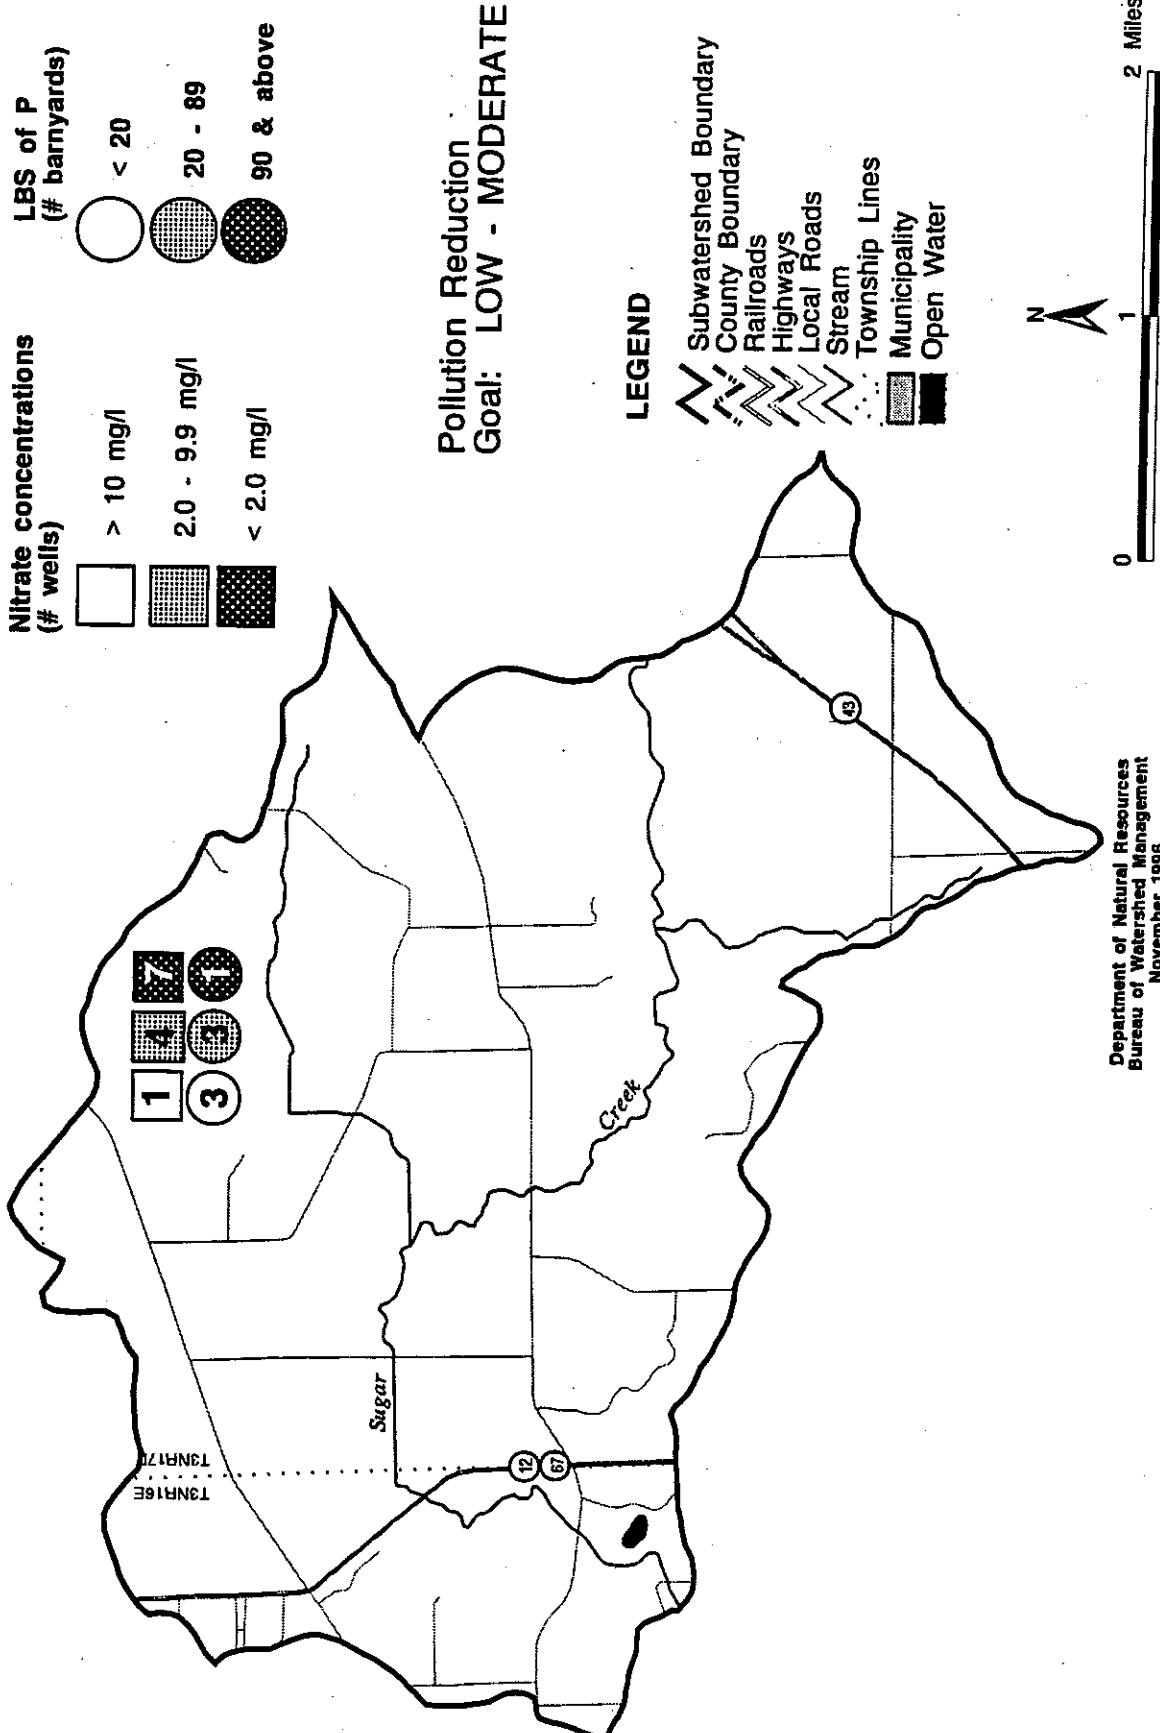 Nitrate concentrations
(# wells)
> 10 mg/l
2.0 - 9.9 mg/l
< 2.0 mg/l
LBS of P
(# barnyards)
< 20
20 - 89
90 & above
Pollution Reduction
Goal: LOW - MODERATE
LEGEND
Subwatershed Boundary
County Boundary
Railroads
Highways
Local Roads
Stream
Township Lines
Municipality
Open Water
N
0 1 2 Miles
1 4 7
3 3 1
T3NR16E
Sugar
Creek
12
67
43
Department of Natural Resources
Bureau of Watershed Management
November 1996